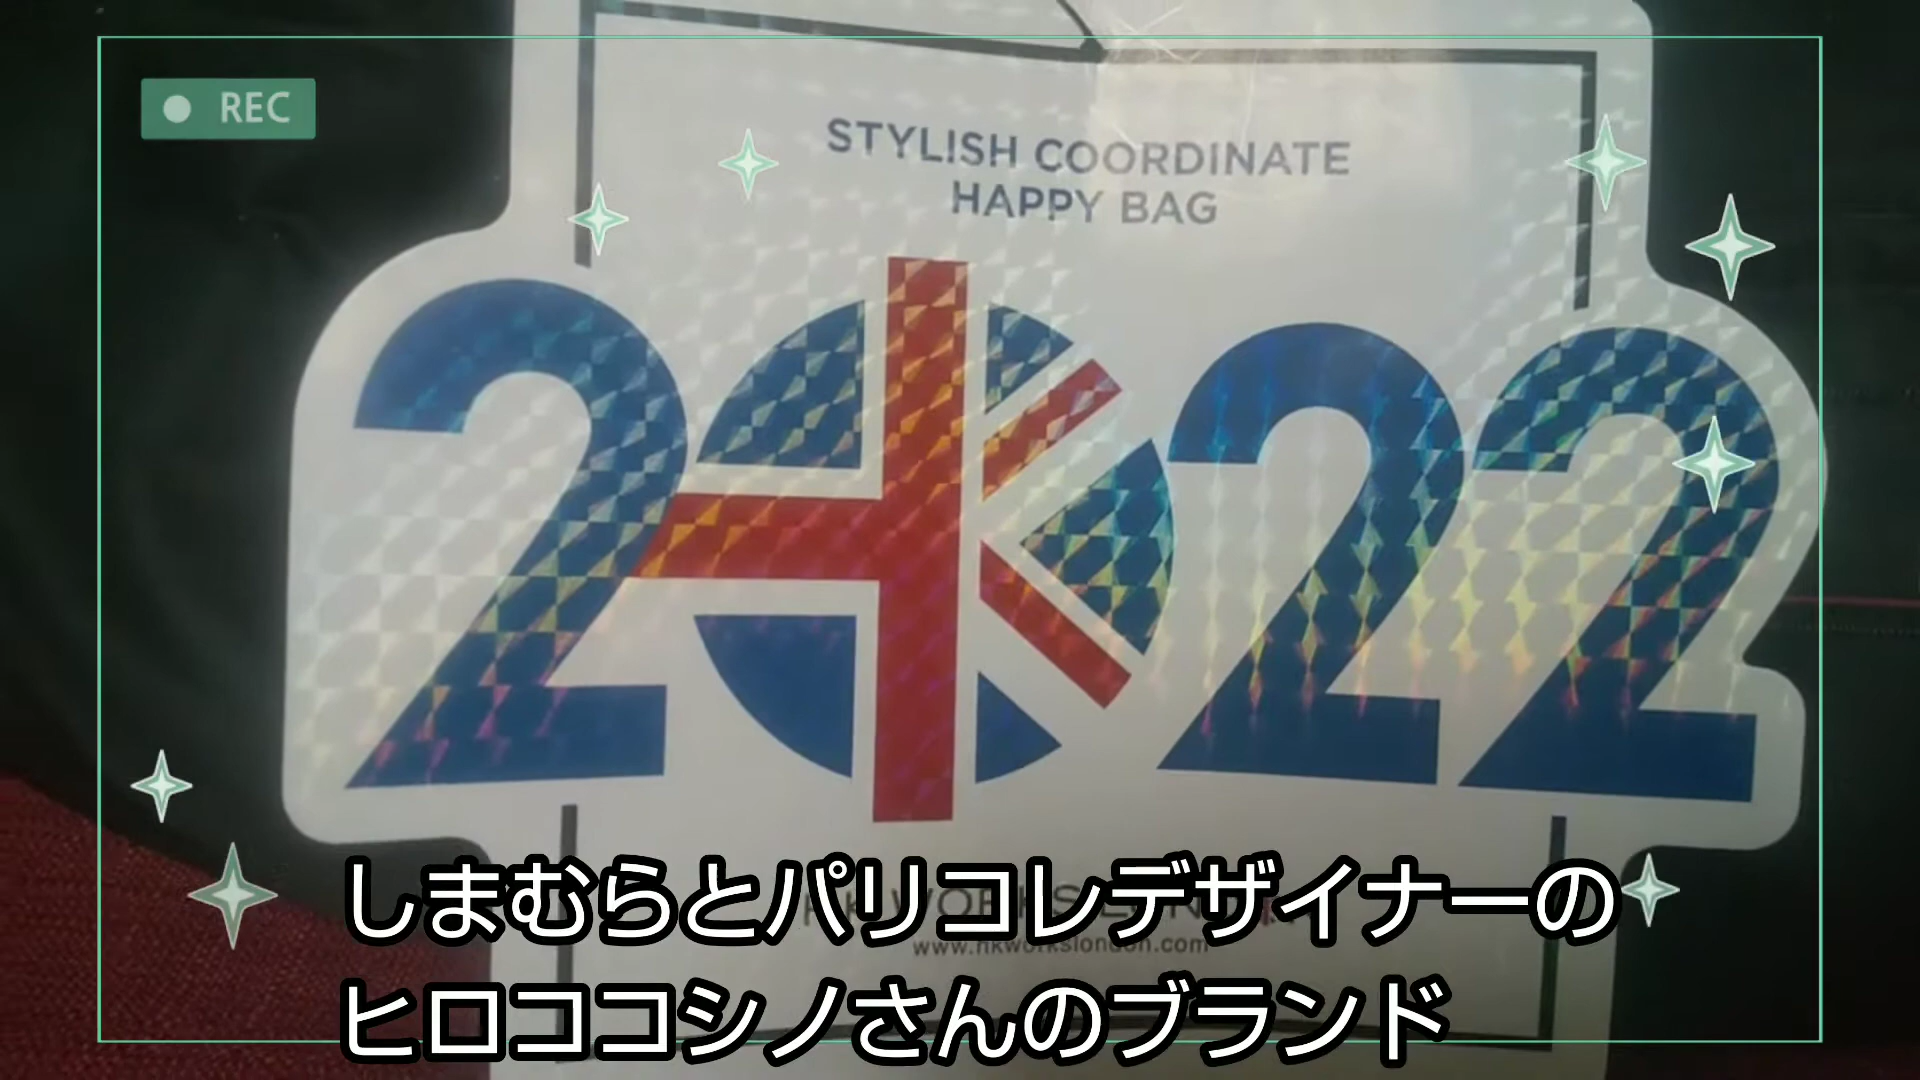 REC
STYLISH COORDINATE
HAPPY BAG
2022
www.hkworkslondon.com
しまむらとパリコレデザイナーの
ヒロココシノさんのブランド